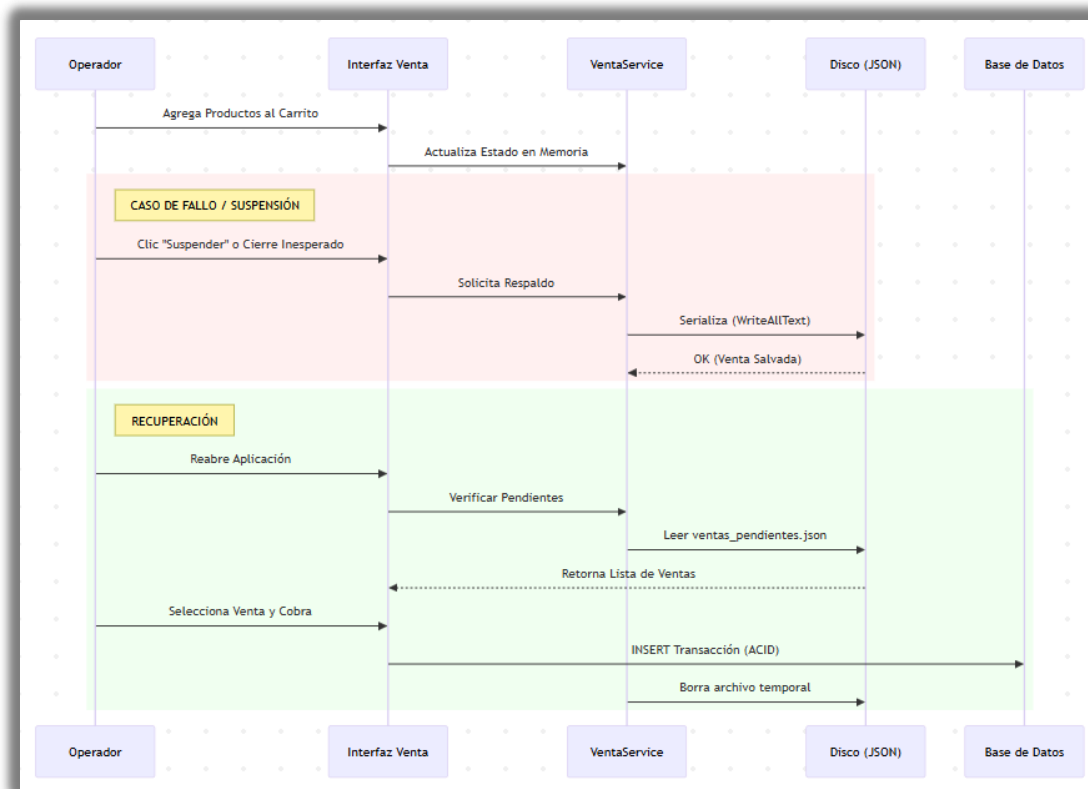 Operador
Interfaz Venta
VentaService
Disco (JSON)
Base de Datos
Agrega Productos al Carrito
Actualiza Estado en Memoria
CASO DE FALLO / SUSPENSIÓN
Clic "Suspender" o Cierre Inesperado
Solicita Respaldo
Serializa (WriteAllText)
OK (Venta Salvada)
RECUPERACIÓN
Reabre Aplicación
Verificar Pendientes
Leer ventas_pendientes.json
Retorna Lista de Ventas
Selecciona Venta y Cobra
INSERT Transacción (ACID)
Borra archivo temporal
Operador
Interfaz Venta
VentaService
Disco (JSON)
Base de Datos